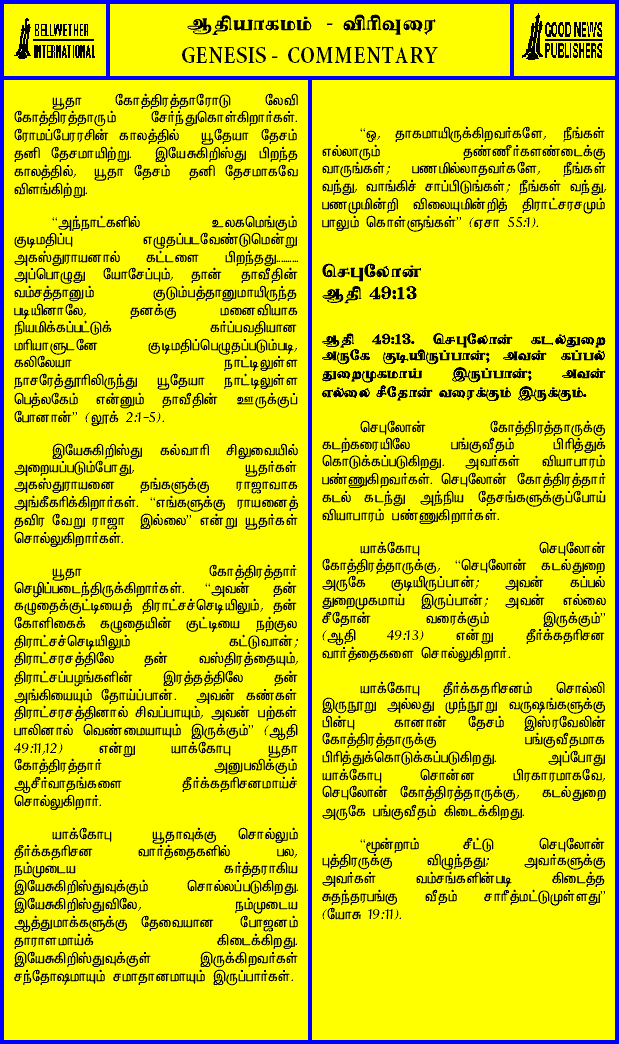 BELLWETHER
INTERNATIONAL
ஆதியாகமம் - விரிவுரை
GENESIS - COMMENTARY
GOOD NEWS
PUBLISHERS
யூதா கோத்திரத்தாரோடு லேவி
கோத்திரத்தாரும் சேர்ந்துகொள்கிறார்கள்.
ரோமப்பேரரசின் காலத்தில் யூதேயா தேசம்
தனி தேசமாயிற்று. இயேசுகிறிஸ்து பிறந்த
காலத்தில், யூதா தேசம் தனி தேசமாகவே
விளங்கிற்று.
“அந்நாட்களில் உலகமெங்கும்
குடிமதிப்பு எழுதப்படவேண்டுமென்று
அகஸ்துராயனால் கட்டளை பிறந்தது.........
அப்பொழுது யோசேப்பும், தான் தாவீதின்
வம்சத்தானும் குடும்பத்தானுமாயிருந்த
படியினாலே, தனக்கு மனைவியாக
நியமிக்கப்பட்டுக் கர்ப்பவதியான
மரியாளுடனே குடிமதிப்பெழுதப்படும்படி,
கலிலேயா நாட்டிலுள்ள
நாசரேத்தூரிலிருந்து யூதேயா நாட்டிலுள்ள
பெத்லகேம் என்னும் தாவீதின் ஊருக்குப்
போனான்” (லூக் 2:1-5).
இயேசுகிறிஸ்து கல்வாரி சிலுவையில்
அறையப்படும்போது, யூதர்கள்
அகஸ்துராயனை தங்களுக்கு ராஜாவாக
அங்கீகரிக்கிறார்கள். “எங்களுக்கு ராயனைத்
தவிர வேறு ராஜா இல்லை” என்று யூதர்கள்
சொல்லுகிறார்கள்.
யூதா கோத்திரத்தார்
செழிப்படைந்திருக்கிறார்கள். “அவன் தன்
கழுதைக்குட்டியைத் திராட்சச்செடியிலும், தன்
கோளிகைக் கழுதையின் குட்டியை நற்குல
திராட்சச்செடியிலும் கட்டுவான்;
திராட்சரசத்திலே தன் வஸ்திரத்தையும்,
திராட்சப்பழங்களின் இரத்தத்திலே தன்
அங்கியையும் தோய்ப்பான். அவன் கண்கள்
திராட்சரசத்தினால் சிவப்பாயும், அவன் பற்கள்
பாலினால் வெண்மையாயும் இருக்கும்” (ஆதி
49:11,12) என்று யாக்கோபு யூதா
கோத்திரத்தார் அனுபவிக்கும்
ஆசீர்வாதங்களை தீர்க்கதரிசனமாய்ச்
சொல்லுகிறார்.
யாக்கோபு யூதாவுக்கு சொல்லும்
தீர்க்கதரிசன வார்த்தைகளில் பல,
நம்முடைய கர்த்தராகிய
இயேசுகிறிஸ்துவுக்கும் சொல்லப்படுகிறது.
இயேசுகிறிஸ்துவிலே, நம்முடைய
ஆத்துமாக்களுக்கு தேவையான போஜனம்
தாராளமாய்க் கிடைக்கிறது.
இயேசுகிறிஸ்துவுக்குள் இருக்கிறவர்கள்
சந்தோஷமாயும் சமாதானமாயும் இருப்பார்கள்.
“ஓ, தாகமாயிருக்கிறவர்களே, நீங்கள்
எல்லாரும் தண்ணீர்களண்டைக்கு
வாருங்கள்; பணமில்லாதவர்களே, நீங்கள்
வந்து, வாங்கிச் சாப்பிடுங்கள்; நீங்கள் வந்து,
பணமுமின்றி விலையுமின்றித் திராட்சரசமும்
பாலும் கொள்ளுங்கள்” (ஏசா 55:1).
செபுலோன்
ஆதி 49:13
ஆதி 49:13. செபுலோன் கடல்துறை
அருகே குடியிருப்பான்; அவன் கப்பல்
துறைமுகமாய் இருப்பான்; அவன்
எல்லை சீதோன் வரைக்கும் இருக்கும்.
செபுலோன் கோத்திரத்தாருக்கு
கடற்கரையிலே பங்குவீதம் பிரித்துக்
கொடுக்கப்படுகிறது. அவர்கள் வியாபாரம்
பண்ணுகிறவர்கள். செபுலோன் கோத்திரத்தார்
கடல் கடந்து அந்நிய தேசங்களுக்குப்போய்
வியாபாரம் பண்ணுகிறார்கள்.
யாக்கோபு செபுலோன்
கோத்திரத்தாருக்கு, “செபுலோன் கடல்துறை
அருகே குடியிருப்பான்; அவன் கப்பல்
துறைமுகமாய் இருப்பான்; அவன் எல்லை
சீதோன் வரைக்கும் இருக்கும்”
(ஆதி 49:13) என்று தீர்க்கதரிசன
வார்த்தைகளை சொல்லுகிறார்.
யாக்கோபு தீர்க்கதரிசனம் சொல்லி
இருநூறு அல்லது முந்நூறு வருஷங்களுக்கு
பின்பு கானான் தேசம் இஸ்ரவேலின்
கோத்திரத்தாருக்கு பங்குவீதமாக
பிரித்துக்கொடுக்கப்படுகிறது. அப்போது
யாக்கோபு சொன்ன பிரகாரமாகவே,
செபுலோன் கோத்திரத்தாருக்கு, கடல்துறை
அருகே பங்குவீதம் கிடைக்கிறது.
“மூன்றாம் சீட்டு செபுலோன்
புத்திரருக்கு விழுந்தது; அவர்களுக்கு
அவர்கள் வம்சங்களின்படி கிடைத்த
சுதந்தரபங்கு வீதம் சாரீத்மட்டுமுள்ளது”
(யோசு 19:11).